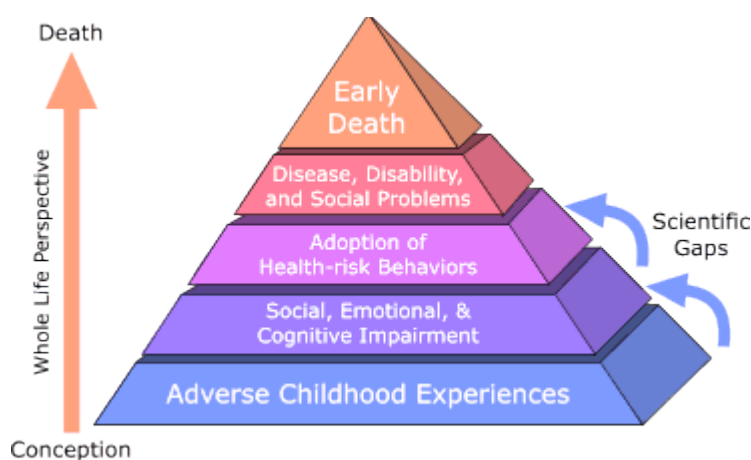 Death
Whole Life Perspective
Conception
Early
Death
Disease, Disability,
and Social Problems
Adoption of
Health-risk Behaviors
Social, Emotional, &
Cognitive Impairment
Adverse Childhood Experiences
Scientific
Gaps